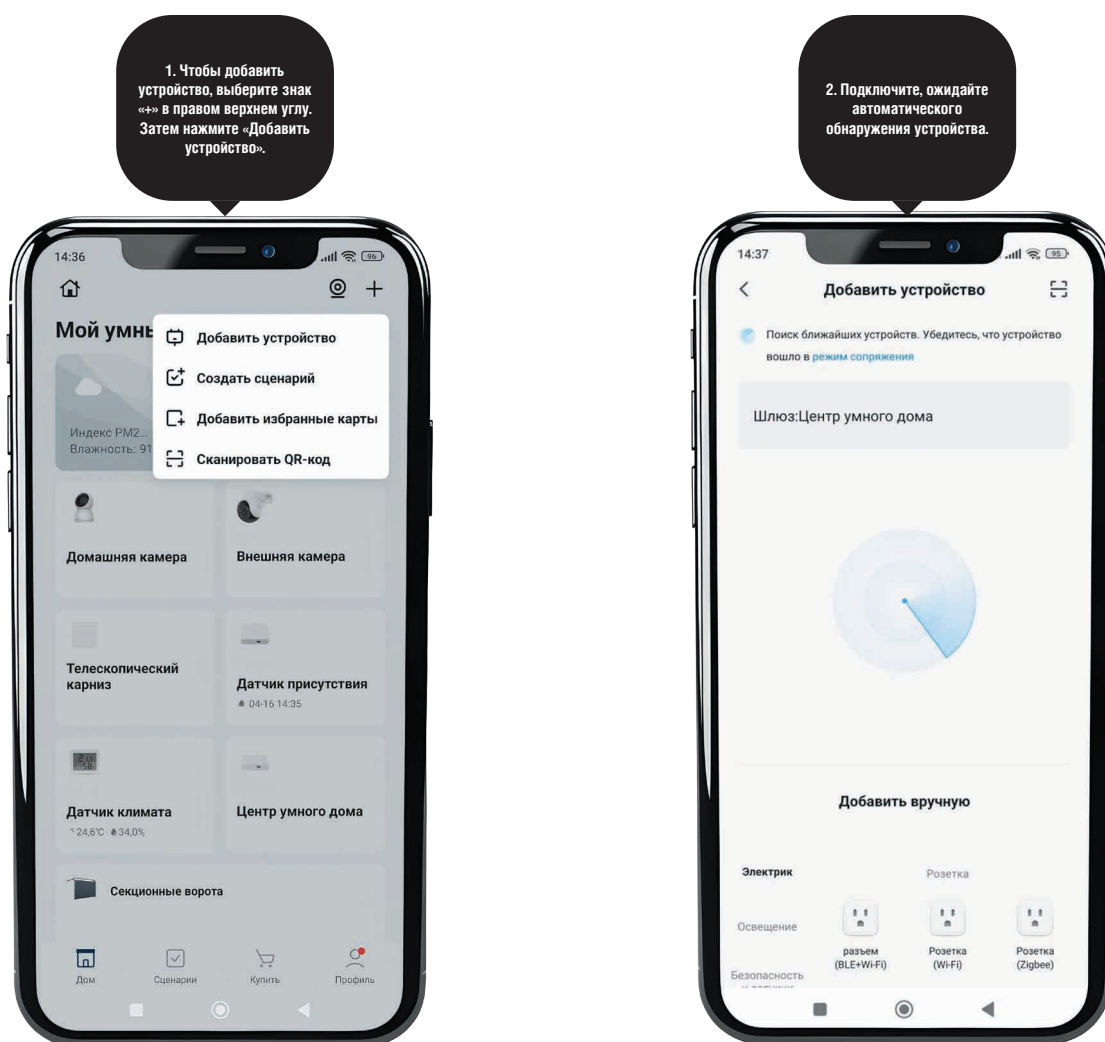 1. Чтобы добавить
устройство, выберите знак
«+» в правом верхнем углу.
Затем нажмите «Добавить
устройство».
14:36
96
Мой умны
Добавить устройство
Создать сценарий
Добавить избранные карты
Сканировать QR-код
Индекс PM2...
Влажность: 91
Домашняя камера
Внешняя камера
Телескопический
карниз
Датчик присутствия
04-16 14:35
Датчик климата
24,6°C 34,0%
Центр умного дома
Секционные ворота
Дом
Сценарии
Купить
Профиль
2. Подключите, ожидайте
автоматического
обнаружения устройства.
14:37
95
Добавить устройство
Поиск ближайших устройств. Убедитесь, что устройство
вошло в режим сопряжения
Шлюз:Центр умного дома
Добавить вручную
Электрик
Розетка
Освещение
разъем
(BLE+Wi-Fi)
Розетка
(Wi-Fi)
Розетка
(Zigbee)
Безопасность